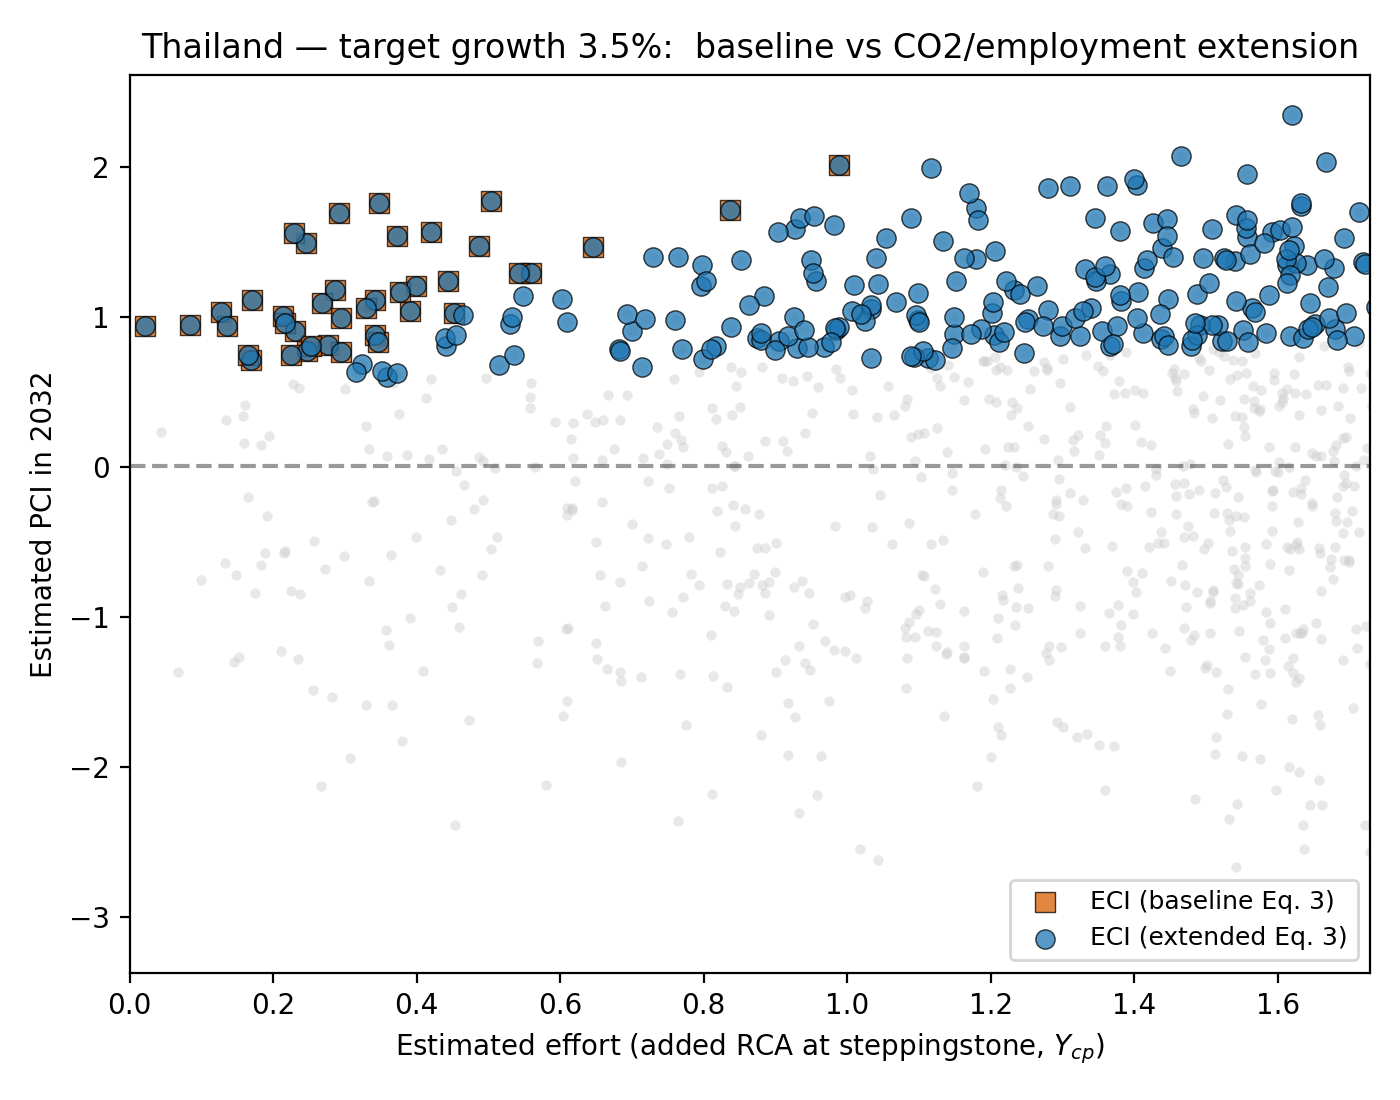 Thailand — target growth 3.5%:  baseline vs CO2/employment extension
Estimated PCI in 2032
2
1
0
−1
−2
−3
0.0 0.2 0.4 0.6 0.8 1.0 1.2 1.4 1.6
Estimated effort (added RCA at steppingstone, Y_{cp})
ECI (baseline Eq. 3)
ECI (extended Eq. 3)